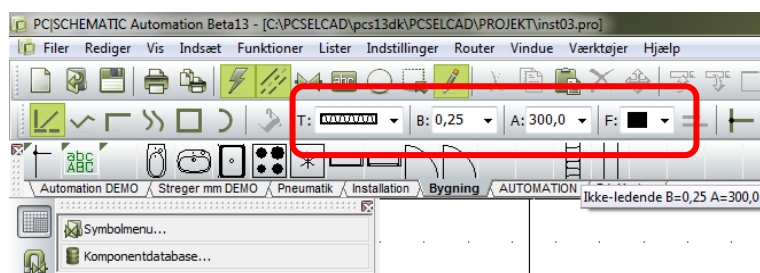 PC|SCHEMATIC Automation Beta13 - [C:\PCSELCAD\pcs13dk\PCSELCAD\PROJEKT\inst03.pro]
Filer Rediger Vis Indsæt Funktioner Lister Indstillinger Router Vindue Værktøjer Hjælp
T: B: 0,25 A: 300,0 F:
abc
ABC
Automation DEMO Streger mm DEMO Pneumatik Installation Bygning AUTOMATION
Ikke-ledende B=0,25 A=300,0
Symbolmenu...
Komponentdatabase...